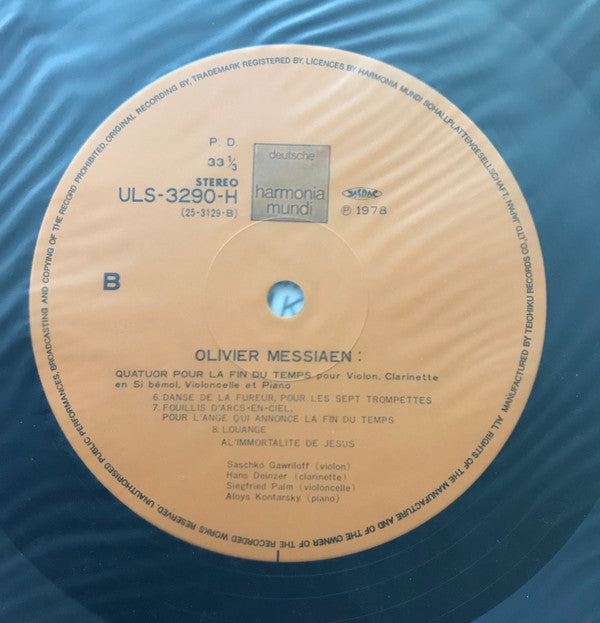 ORIGINAL RECORDING BY, TRADEMARK REGISTERED BY, LICENCES BY HARMONIA MUNDI SCHALLPLATTENGESELLSCHAFT, JAPAN MANUFACTURED BY TEICHIKU RECORDS CO., LTD. ALL RIGHTS OF THE MANUFACTURE AND OF THE OWNER OF THE RECORDED WORKS RESERVED. UNAUTHORISED PUBLIC PERFORMANCES, BROADCASTING AND COPYING OF THE RECORD PROHIBITED.
P. D.
33 1/3
STEREO
ULS-3290-H
(25-3129-B)
deutsche
harmonia
mundi
℗ 1978
B
K
OLIVIER MESSIAEN :
QUATUOR POUR LA FIN DU TEMPS pour Violon, Clarinette
en Si bémol, Violoncelle et Piano
6. DANSE DE LA FUREUR, POUR LES SEPT TROMPETTES
7. FOUILLIS D'ARCS-EN-CIEL,
POUR L'ANGE QUI ANNONCE LA FIN DU TEMPS
8. LOUANGE
AL'IMMORTALITE DE JESUS
Saschko Gawriloff (violon)
Hans Deinzer (clarinette)
Siegfried Palm (violoncelle)
Aloys Kontarsky (piano)